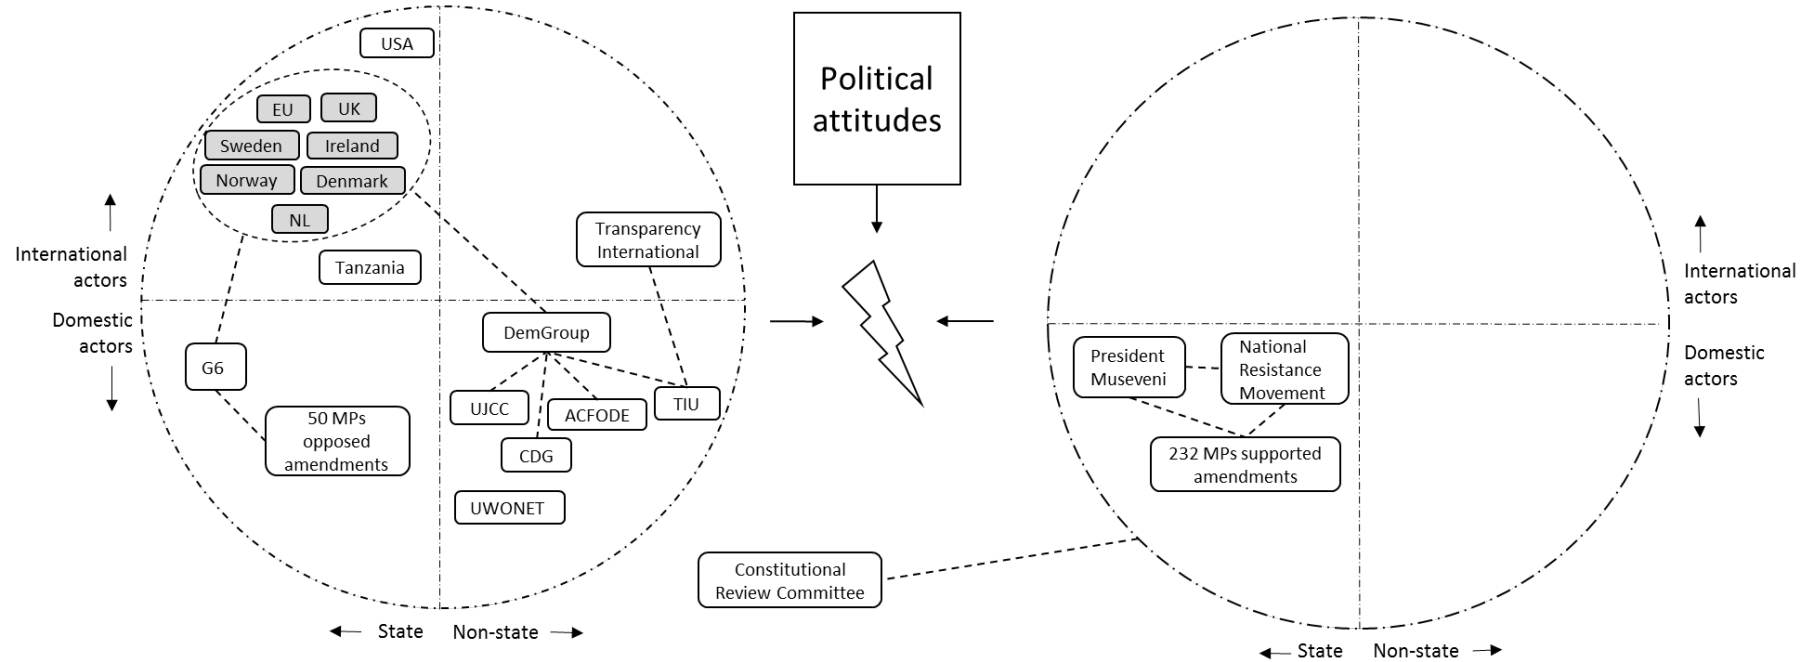 USA
EU
UK
Sweden
Ireland
Norway
Denmark
NL
Tanzania
Transparency
International
International
actors
Domestic
actors
DemGroup
G6
UJCC
ACFODE
TIU
50 MPs
opposed
amendments
CDG
UWONET
State
Non-state
Political
attitudes
Constitutional
Review Committee
President
Museveni
National
Resistance
Movement
232 MPs supported
amendments
International
actors
Domestic
actors
State
Non-state